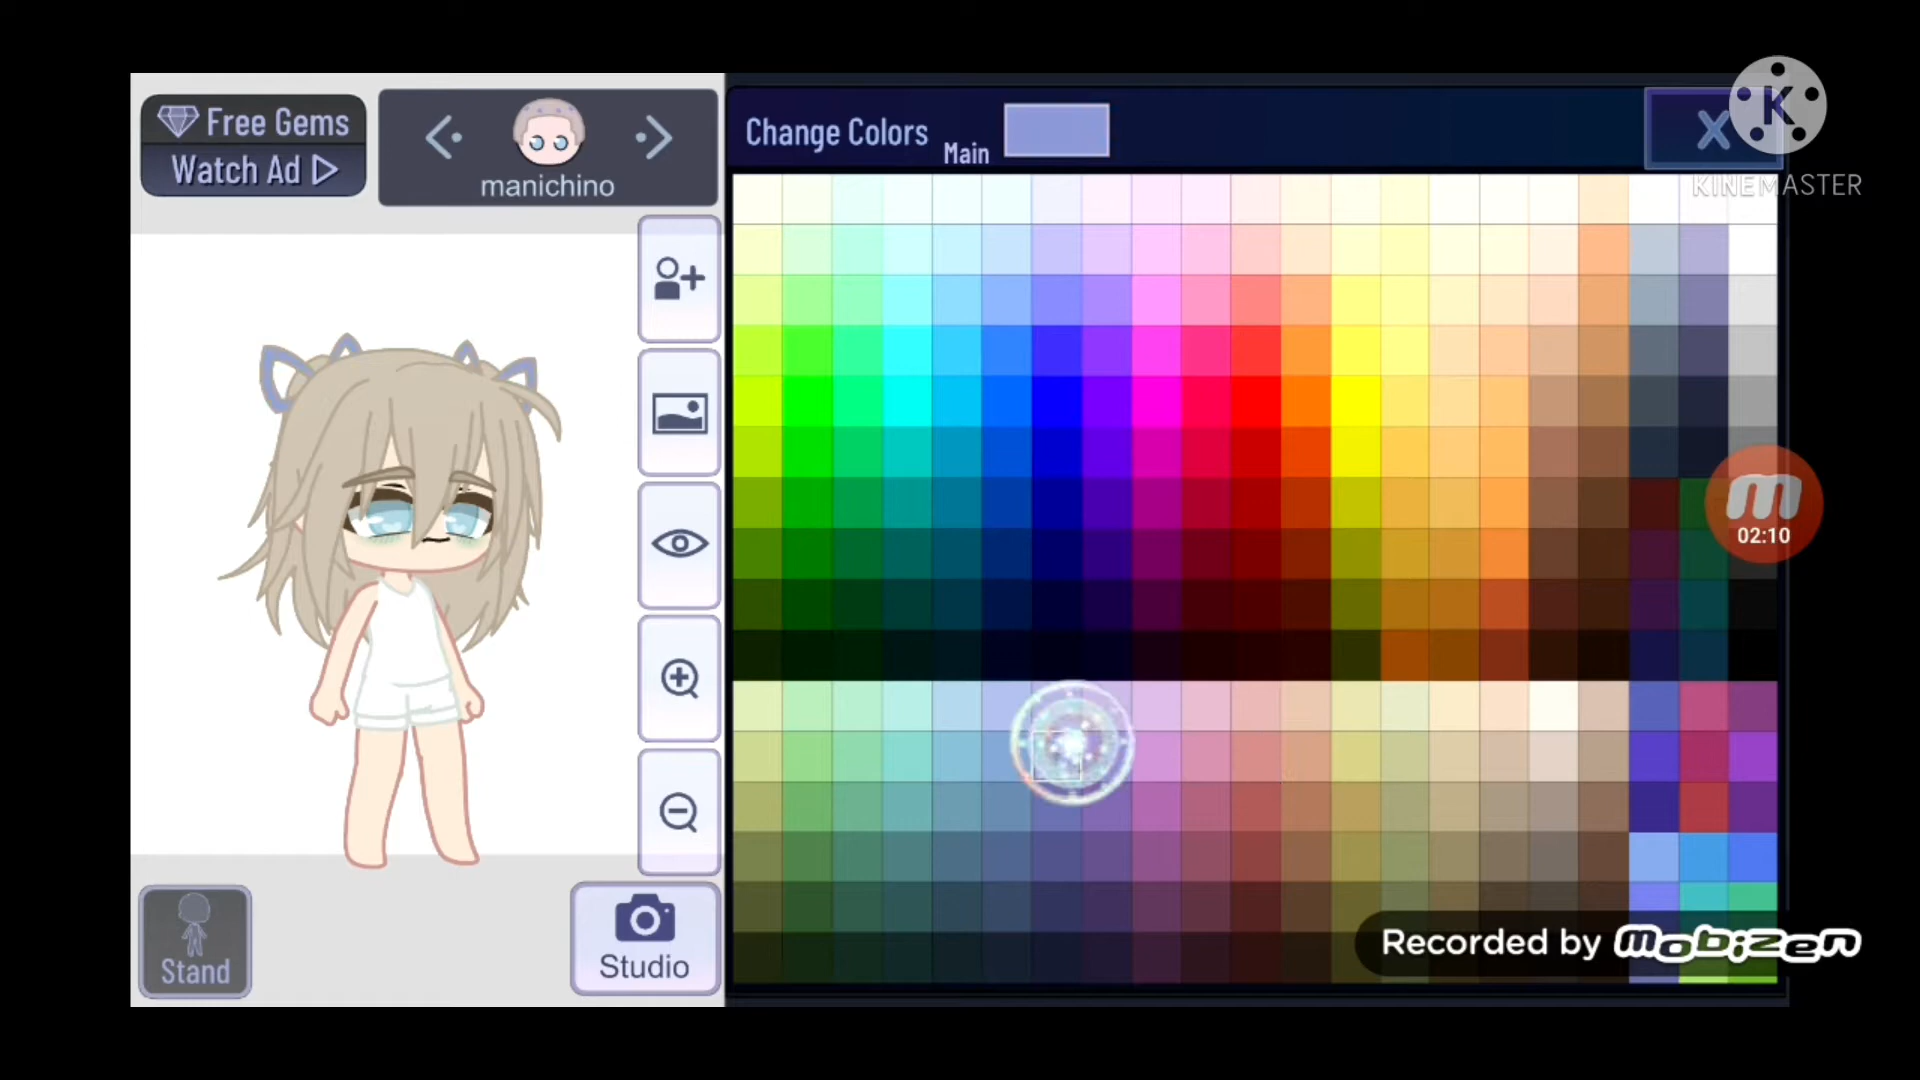 Free Gems
Watch Ad
manichino
Change Colors
Main
X
K
KINEMASTER
m
02:10
Stand
Studio
Recorded by mobizen